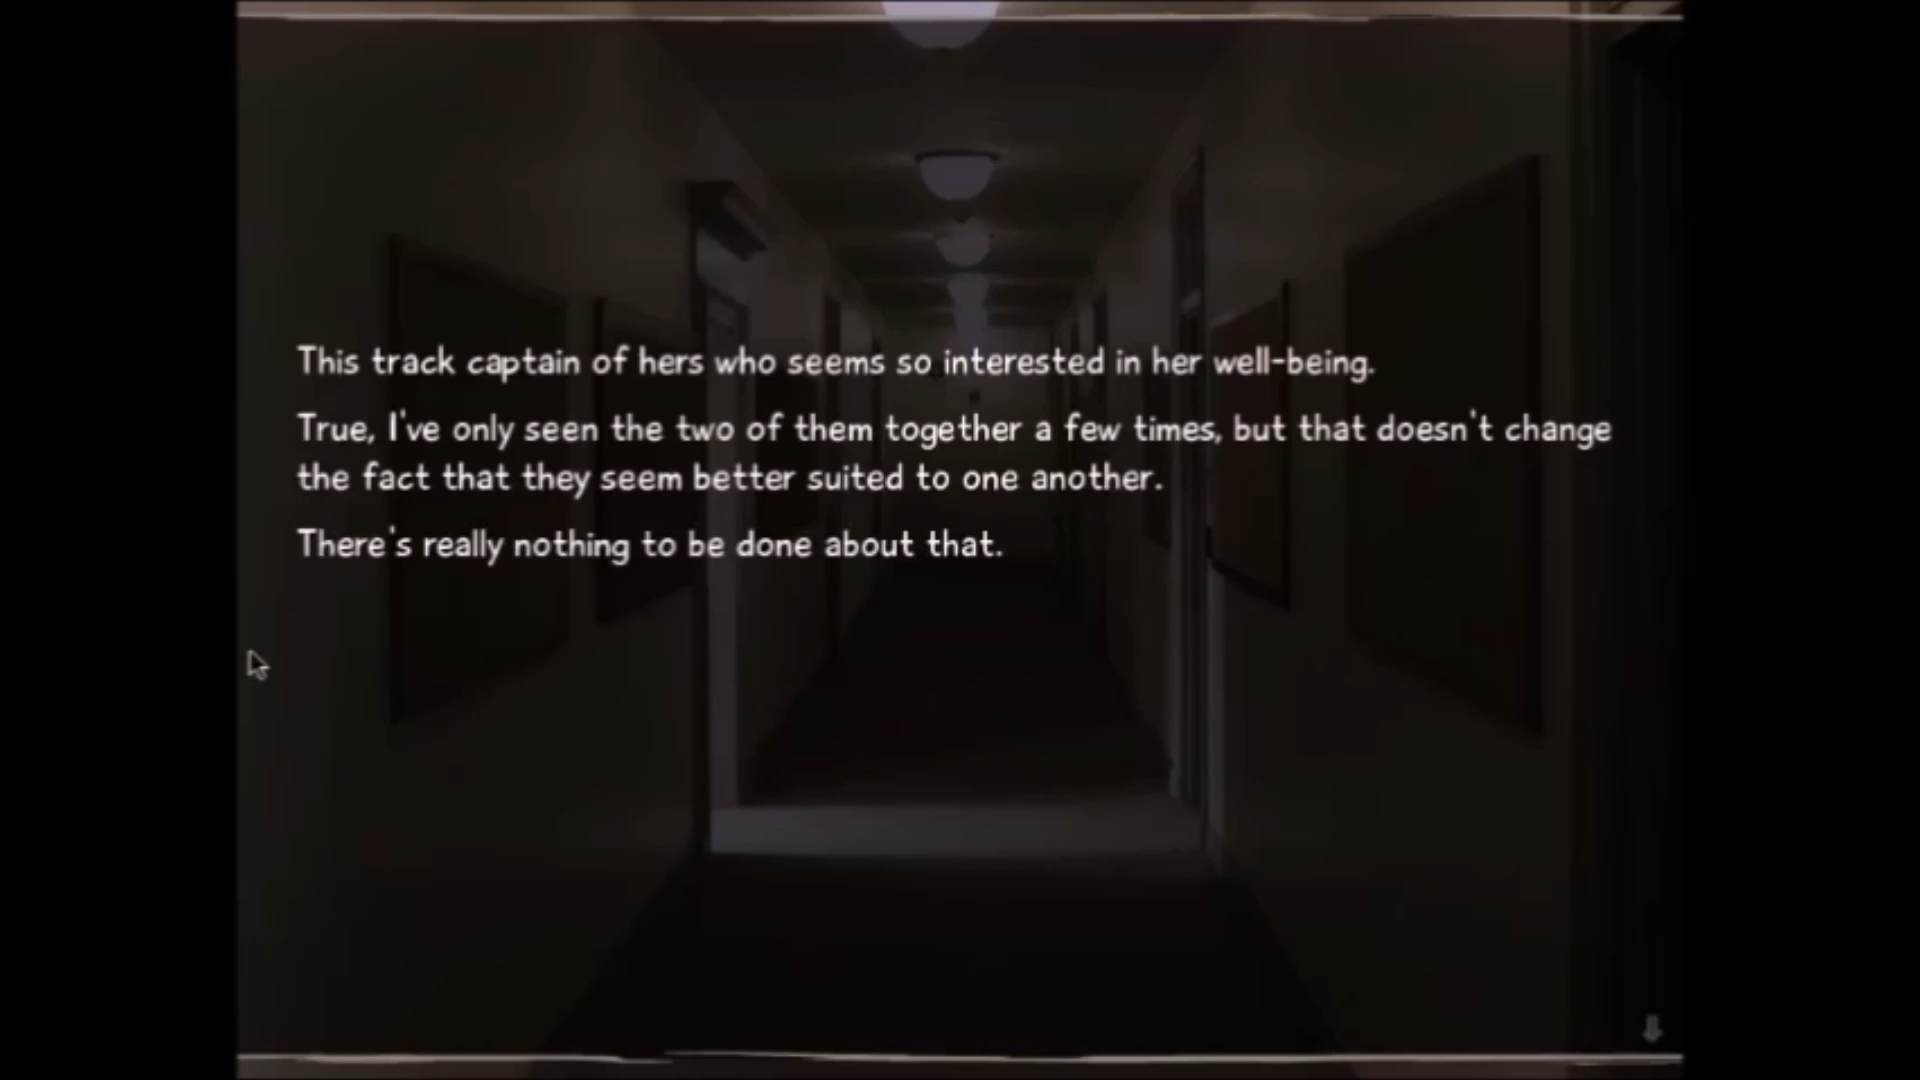 This track captain of hers who seems so interested in her well-being.
True, I've only seen the two of them together a few times, but that doesn't change
the fact that they seem better suited to one another.
There's really nothing to be done about that.